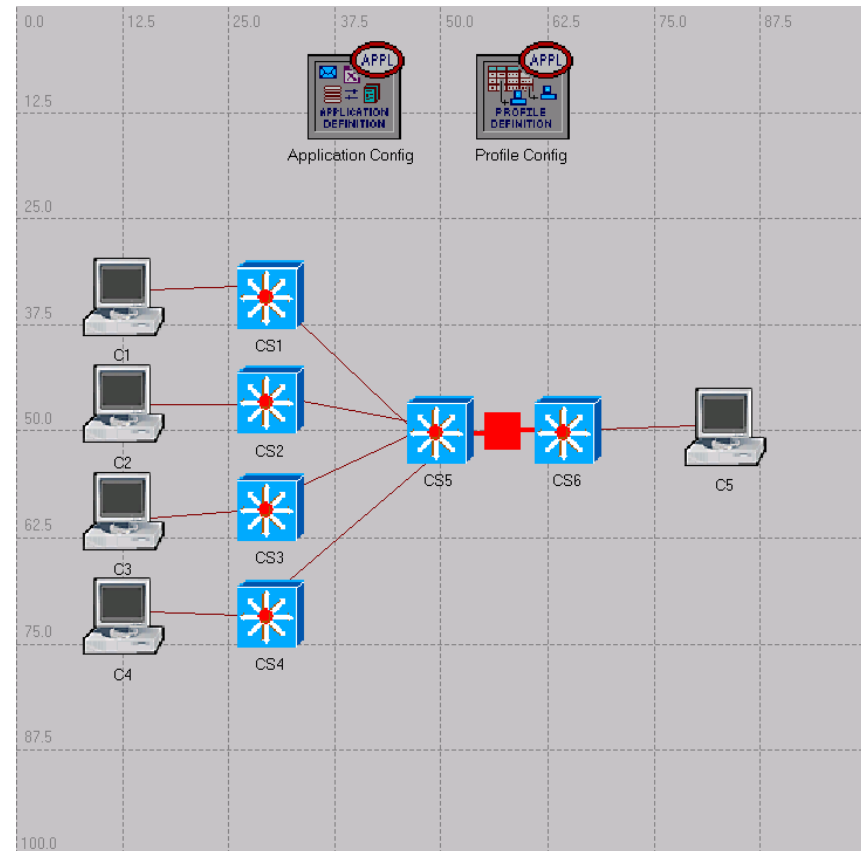 0.0 12.5 25.0 37.5 50.0 62.5 75.0 87.5
APPL APPL
12.5
APPLICATION DEFINITION
PROFILE DEFINITION
Application Config Profile Config
25.0
37.5
C1 CS1
50.0
C2 CS2 CS5 CS6 C5
62.5
C3 CS3
75.0
C4 CS4
87.5
100.0